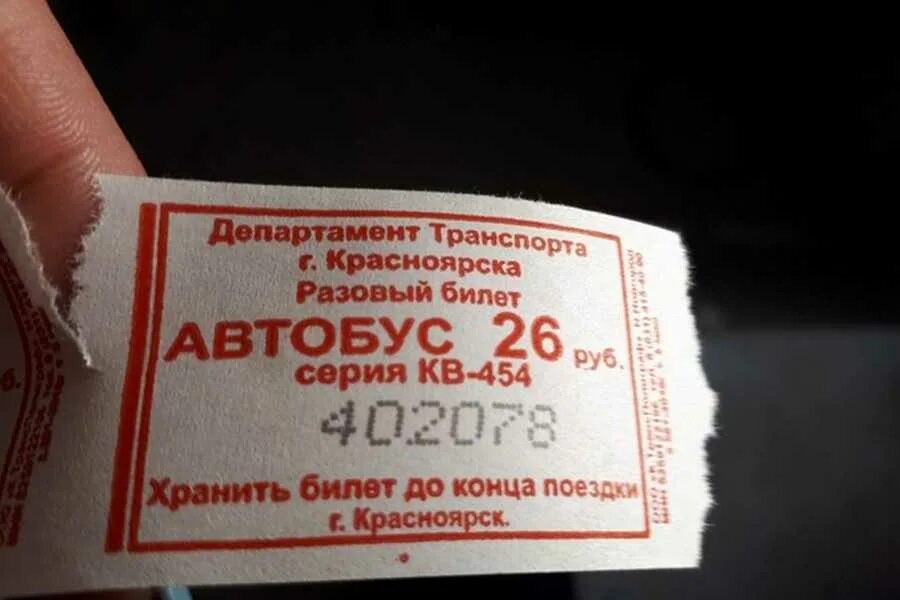 Департамент Транспорта
г. Красноярска
Разовый билет
АВТОБУС 26 руб.
серия КВ-454
402078
Хранить билет до конца поездки
г. Красноярск.